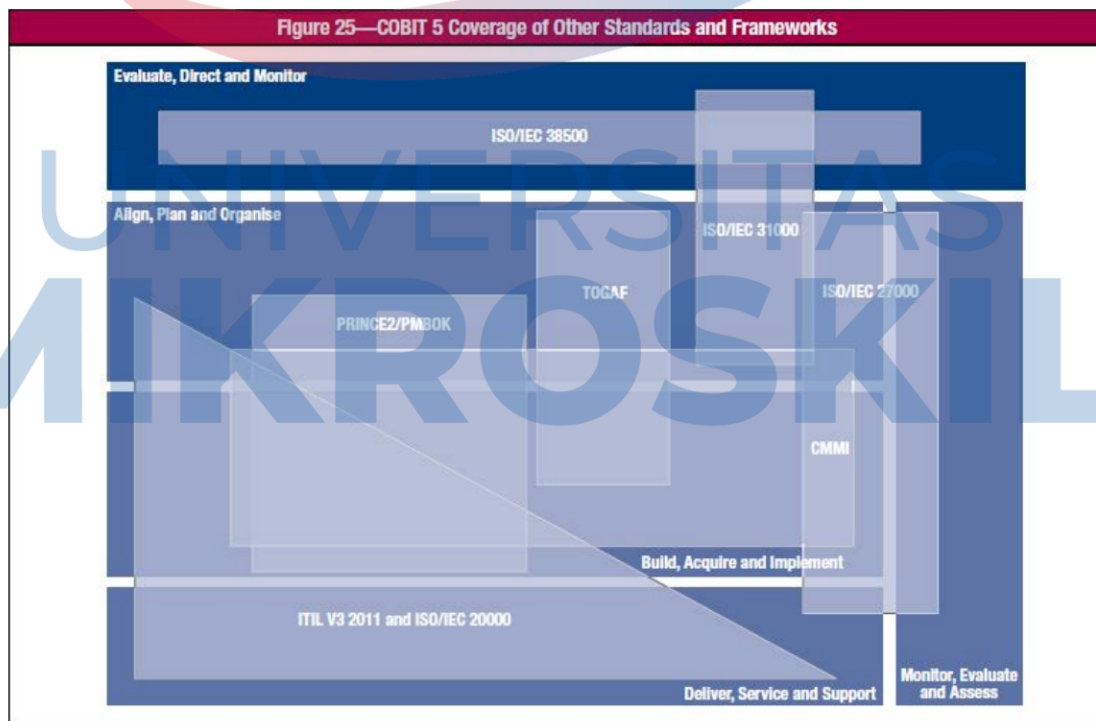 Figure 25—COBIT 5 Coverage of Other Standards and Frameworks
Evaluate, Direct and Monitor
ISO/IEC 38500
UNIVERSITAS
Align, Plan and Organise
ISO/IEC 31000
TOGAF
ISO/IEC 27000
PRINCE2/PMBOK
MIKROSKIL
CMMI
Build, Acquire and Implement
ITIL V3 2011 and ISO/IEC 20000
Deliver, Service and Support
Monitor, Evaluate
and Assess